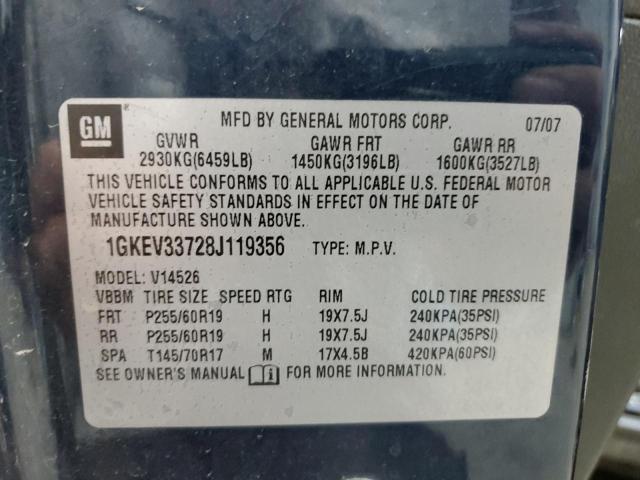 GM ®
MFD BY GENERAL MOTORS CORP. 07/07
GVWR GAWR FRT GAWR RR
2930KG(6459LB) 1450KG(3196LB) 1600KG(3527LB)
THIS VEHICLE CONFORMS TO ALL APPLICABLE U.S. FEDERAL MOTOR
VEHICLE SAFETY STANDARDS IN EFFECT ON THE DATE OF
MANUFACTURE SHOWN ABOVE.
1GKEV33728J119356 TYPE: M.P.V.
MODEL: V14526
VBBM TIRE SIZE SPEED RTG RIM COLD TIRE PRESSURE
FRT P255/60R19 H 19X7.5J 240KPA(35PSI)
RR P255/60R19 H 19X7.5J 240KPA(35PSI)
SPA T145/70R17 M 17X4.5B 420KPA(60PSI)
SEE OWNER'S MANUAL FOR MORE INFORMATION.